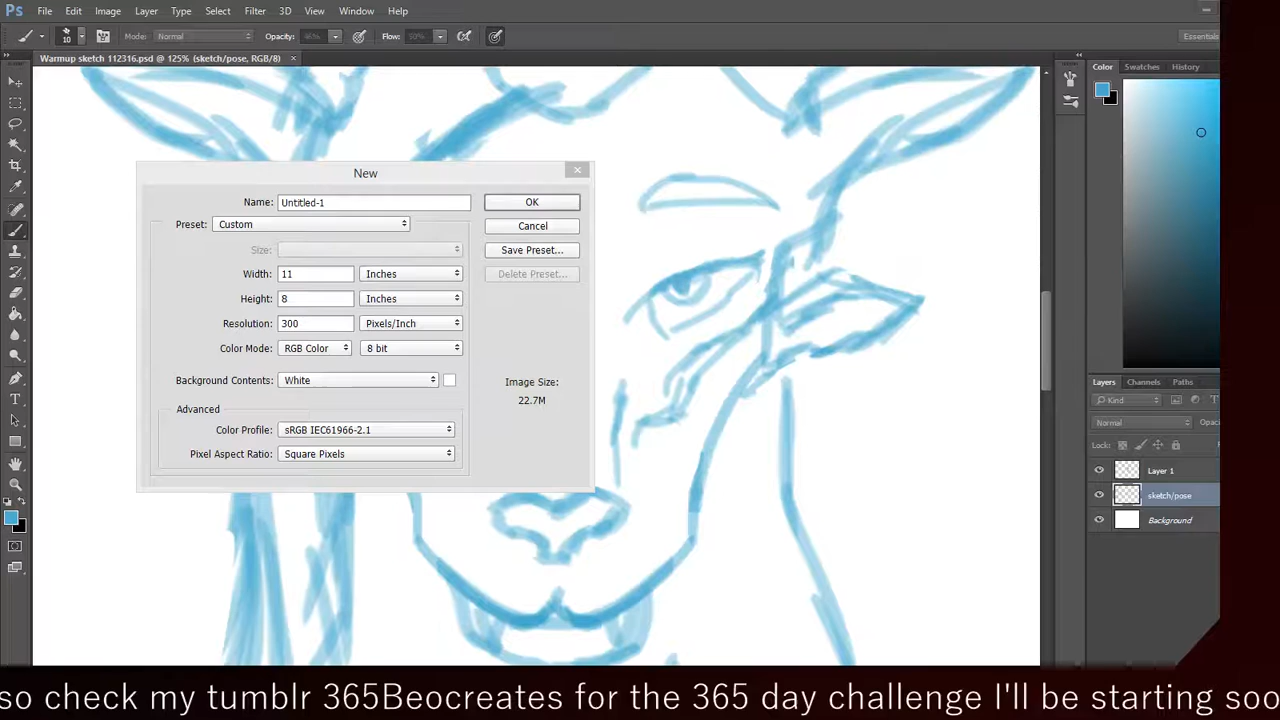 Ps File Edit Image Layer Type Select Filter 3D View Window Help
10 Mode: Normal Opacity: Flow: Essentials
Warmup sketch 112316.psd @ 125% (sketch/pose, RGB/8) ×
Color Swatches History
New
Name: Untitled-1 OK
Preset: Custom Cancel
Size: Save Preset...
Width: 11 Inches Delete Preset...
Height: 8 Inches
Resolution: 300 Pixels/Inch
Color Mode: RGB Color 8 bit
Background Contents: White Image Size:
22.7M
Advanced
Color Profile: sRGB IEC61966-2.1
Pixel Aspect Ratio: Square Pixels
Layers Channels Paths
Kind
Normal Opac
Lock:
Layer 1
sketch/pose
Background
so check my tumblr 365Beocreates for the 365 day challenge I'll be starting soo